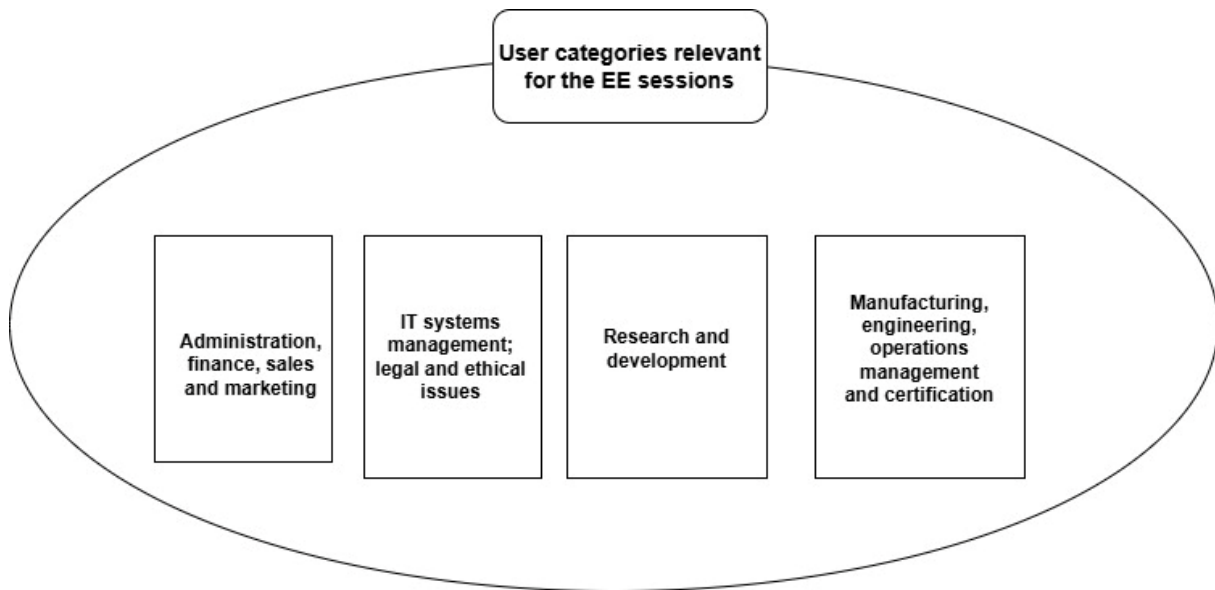 User categories relevant
for the EE sessions
Administration,
finance, sales
and marketing
IT systems
management;
legal and ethical
issues
Research and
development
Manufacturing,
engineering,
operations
management
and certification